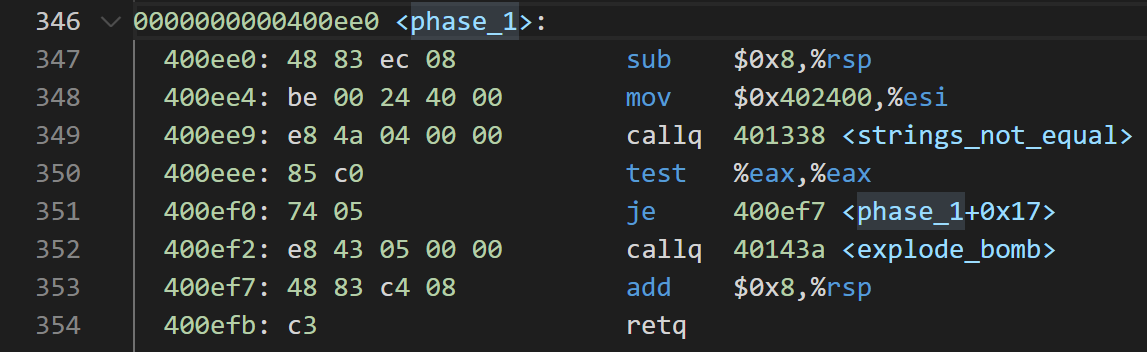 346 0000000000400ee0 <phase_1>:
347 400ee0: 48 83 ec 08 sub $0x8,%rsp
348 400ee4: be 00 24 40 00 mov $0x402400,%esi
349 400ee9: e8 4a 04 00 00 callq 401338 <strings_not_equal>
350 400eee: 85 c0 test %eax,%eax
351 400ef0: 74 05 je 400ef7 <phase_1+0x17>
352 400ef2: e8 43 05 00 00 callq 40143a <explode_bomb>
353 400ef7: 48 83 c4 08 add $0x8,%rsp
354 400efb: c3 retq